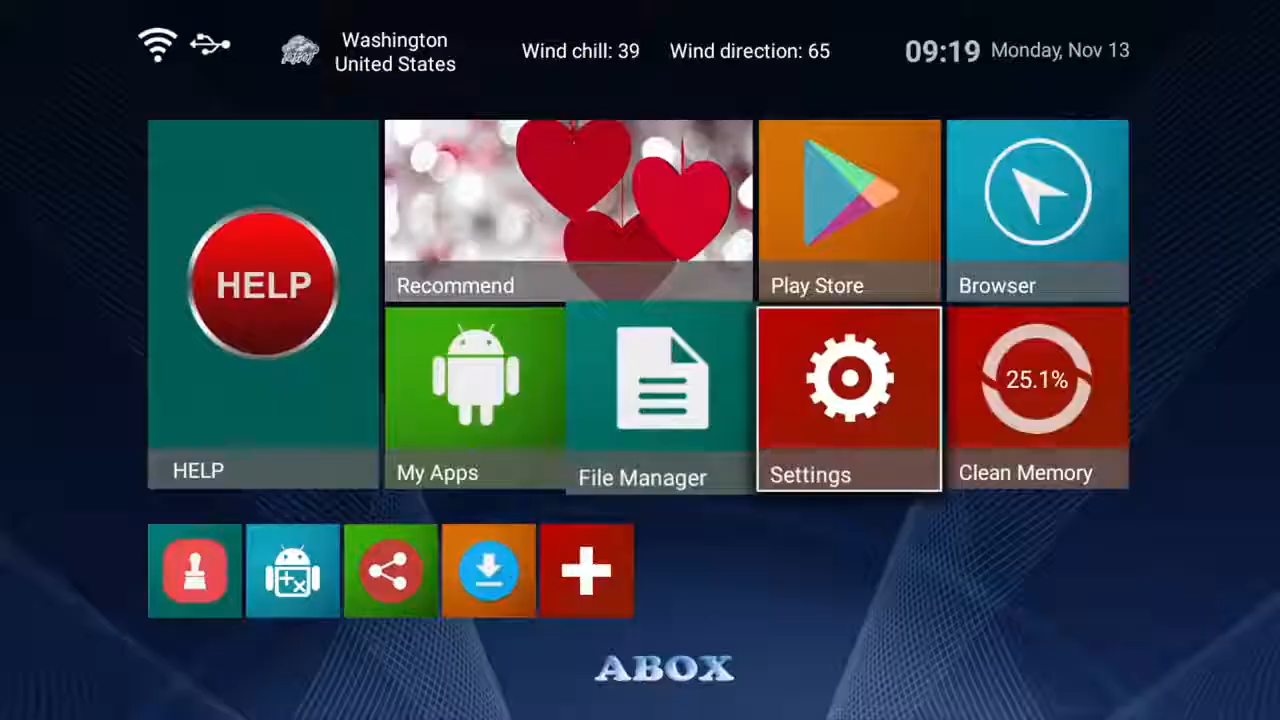 Washington
United States
Wind chill: 39
Wind direction: 65
09:19 Monday, Nov 13
HELP
HELP
Recommend
Play Store
Browser
My Apps
File Manager
Settings
25.1%
Clean Memory
ABOX